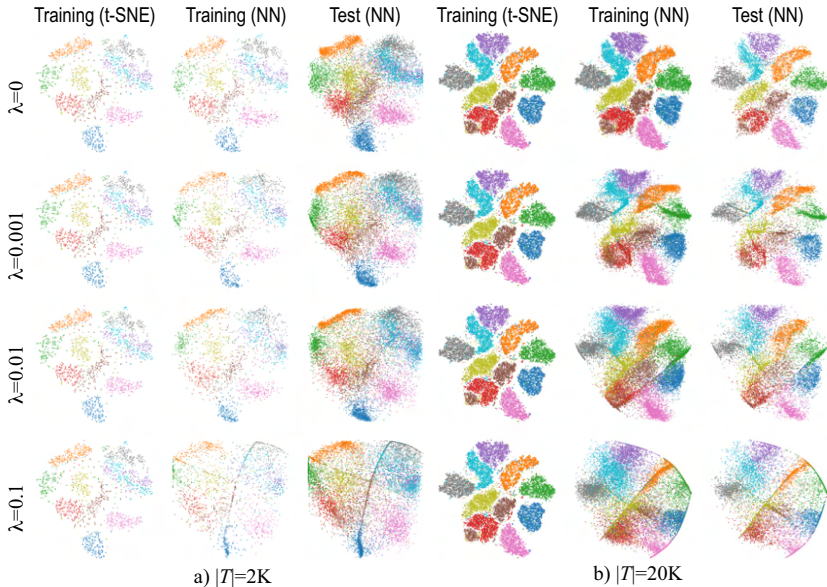 Training (t-SNE) Training (NN) Test (NN) Training (t-SNE) Training (NN) Test (NN)
λ=0
λ=0.001
λ=0.01
λ=0.1
a) |T|=2K b) |T|=20K